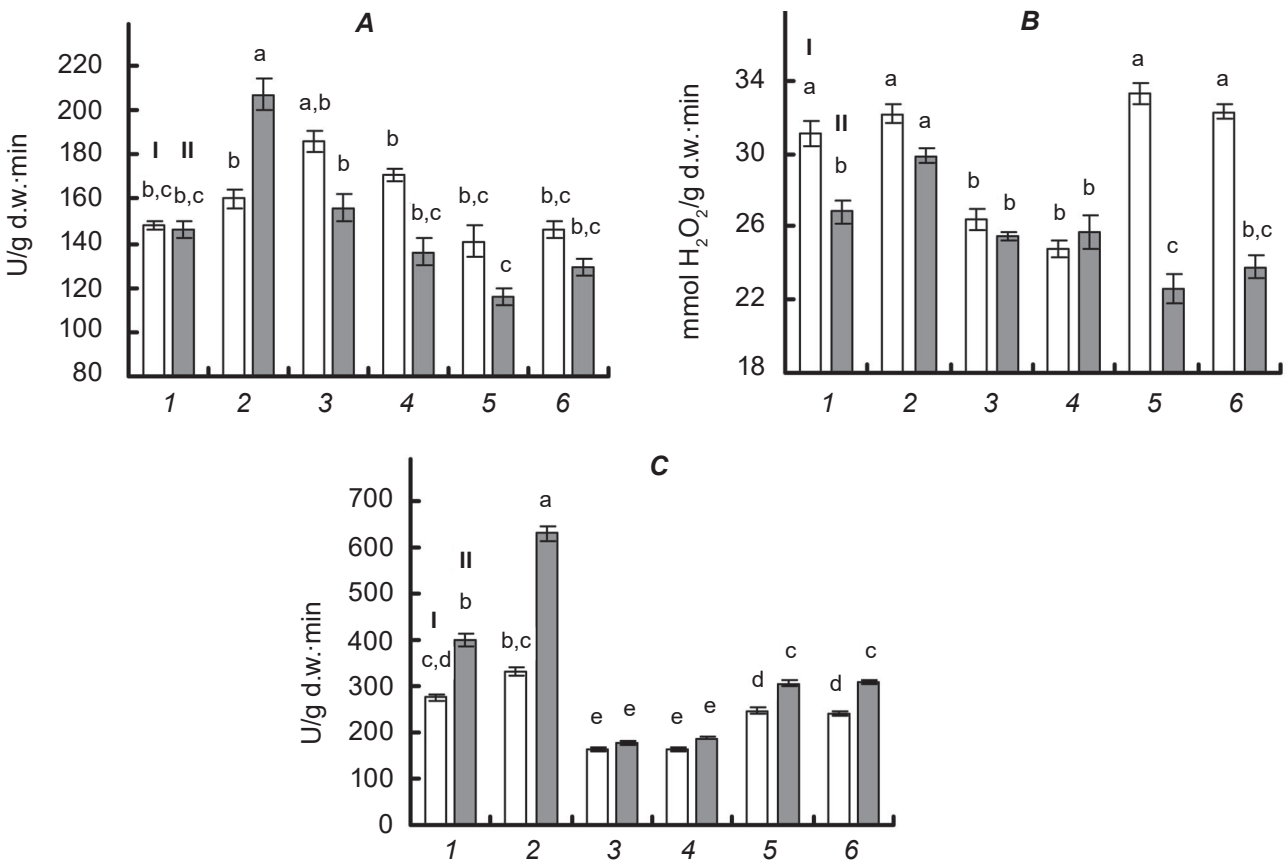 A
U/g d.w.·min
220
200
180
160
140
120
100
80
I II
b,c b,c
b a
a,b b
b b,c
b,c c
b,c b,c
1 2 3 4 5 6
B
mmol H₂O₂/g d.w.·min
34
30
26
22
18
I
a
II
b
a a
b b
b b
a c
a b,c
1 2 3 4 5 6
C
U/g d.w.·min
700
600
500
400
300
200
100
0
I
c,d
II
b
b,c a
e e
e e
d c
d c
1 2 3 4 5 6